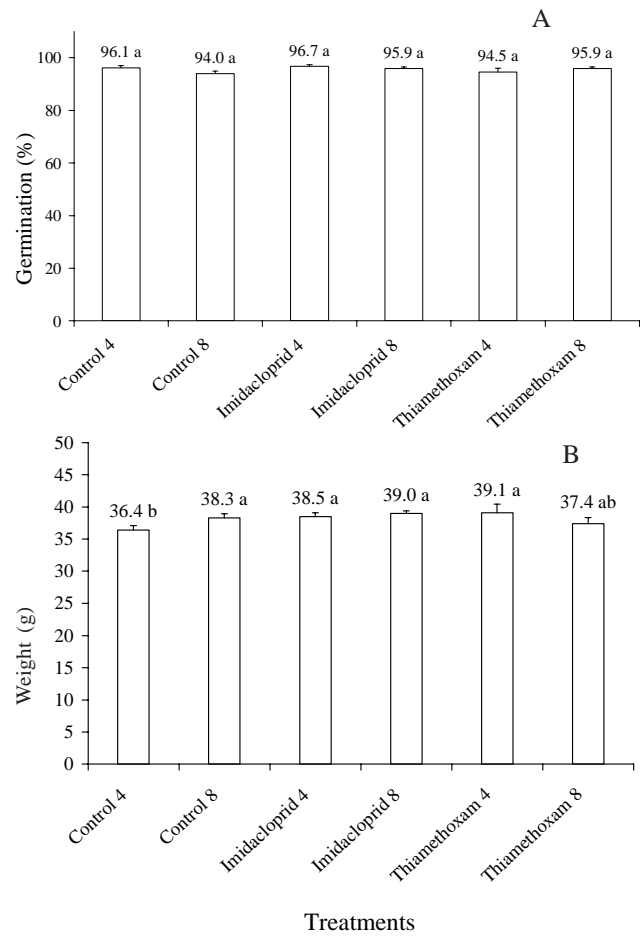 A
96.1 a 94.0 a 96.7 a 95.9 a 94.5 a 95.9 a
100
80
60
40
20
0
Germination (%)
Control 4 Control 8 Imidacloprid 4 Imidacloprid 8 Thiamethoxam 4 Thiamethoxam 8
B
50
45
40
35
30
25
20
15
10
5
0
36.4 b 38.3 a 38.5 a 39.0 a 39.1 a 37.4 ab
Weight (g)
Control 4 Control 8 Imidacloprid 4 Imidacloprid 8 Thiamethoxam 4 Thiamethoxam 8
Treatments